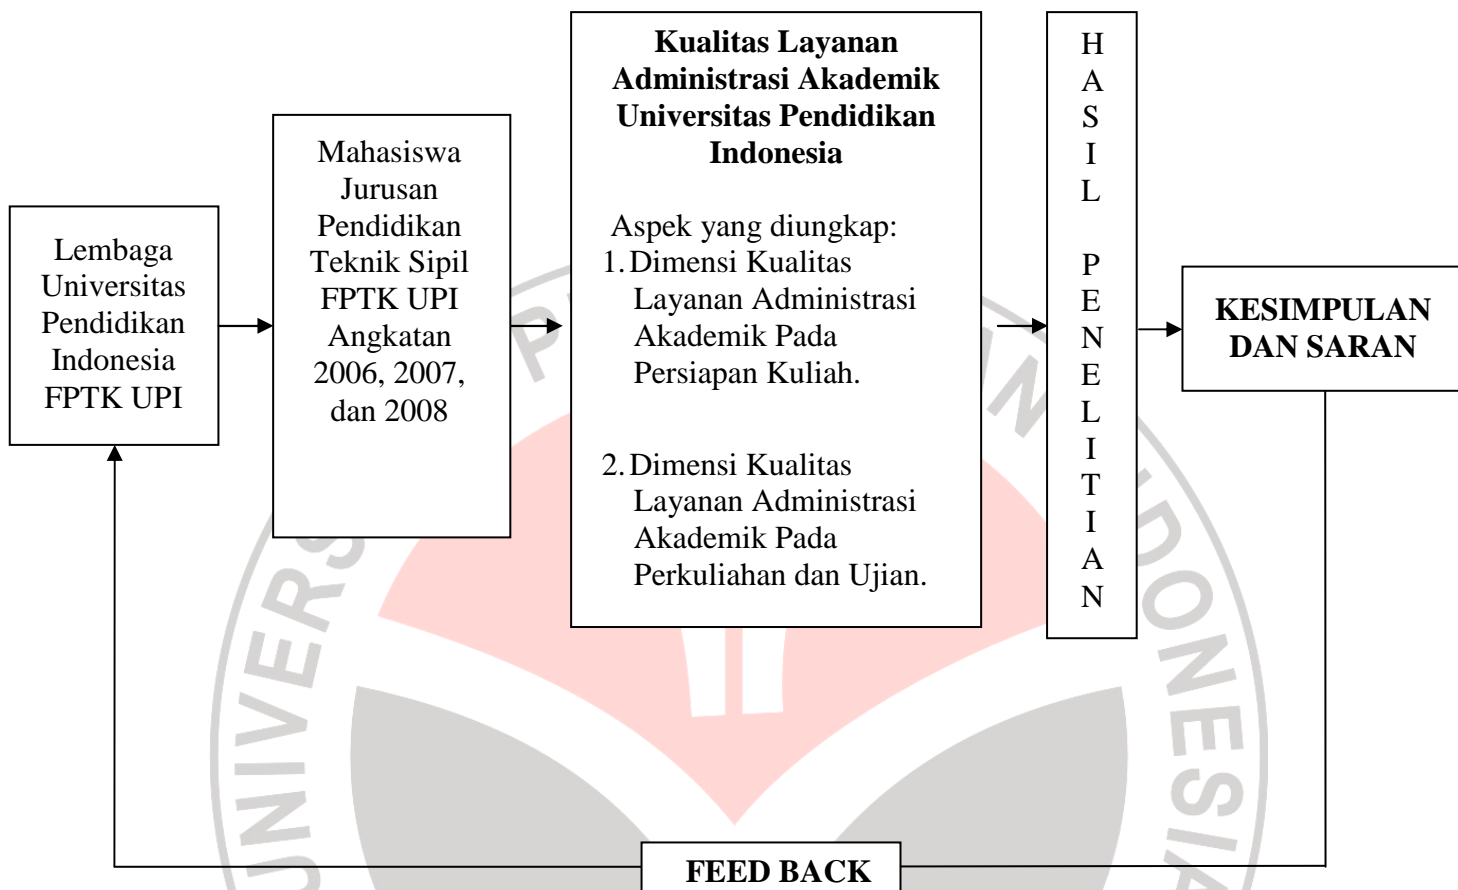 Lembaga
Universitas
Pendidikan
Indonesia
FPTK UPI
Mahasiswa
Jurusan
Pendidikan
Teknik Sipil
FPTK UPI
Angkatan
2006, 2007,
dan 2008
Kualitas Layanan
Administrasi Akademik
Universitas Pendidikan
Indonesia
Aspek yang diungkap:
1. Dimensi Kualitas
Layanan Administrasi
Akademik Pada
Persiapan Kuliah.
2. Dimensi Kualitas
Layanan Administrasi
Akademik Pada
Perkuliahan dan Ujian.
H
A
S
I
L
P
E
N
E
L
I
T
I
A
N
KESIMPULAN
DAN SARAN
FEED BACK